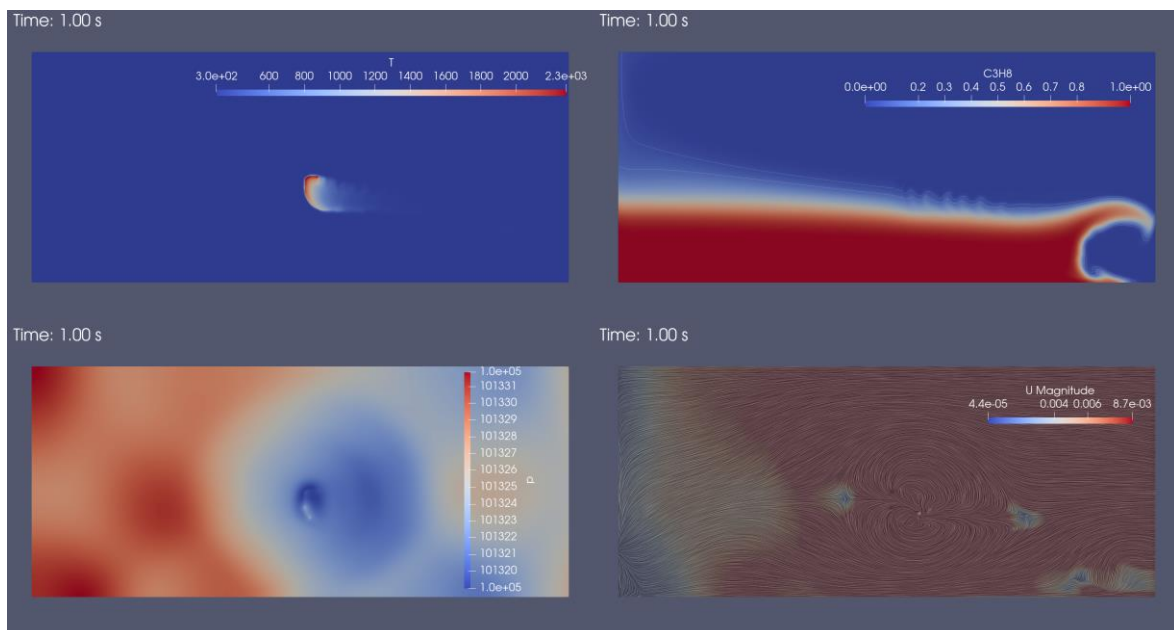 Time: 1.00 s
T
3.0e+02 600 800 1000 1200 1400 1600 1800 2000 2.3e+03
Time: 1.00 s
C3H8
0.0e+00 0.2 0.3 0.4 0.5 0.6 0.7 0.8 1.0e+00
Time: 1.00 s
1.0e+05
101331
101330
101329
101328
101327
101326
101325
101324
101323
101322
101321
101320
1.0e+05
p
Time: 1.00 s
U Magnitude
4.4e-05 0.004 0.006 8.7e-03